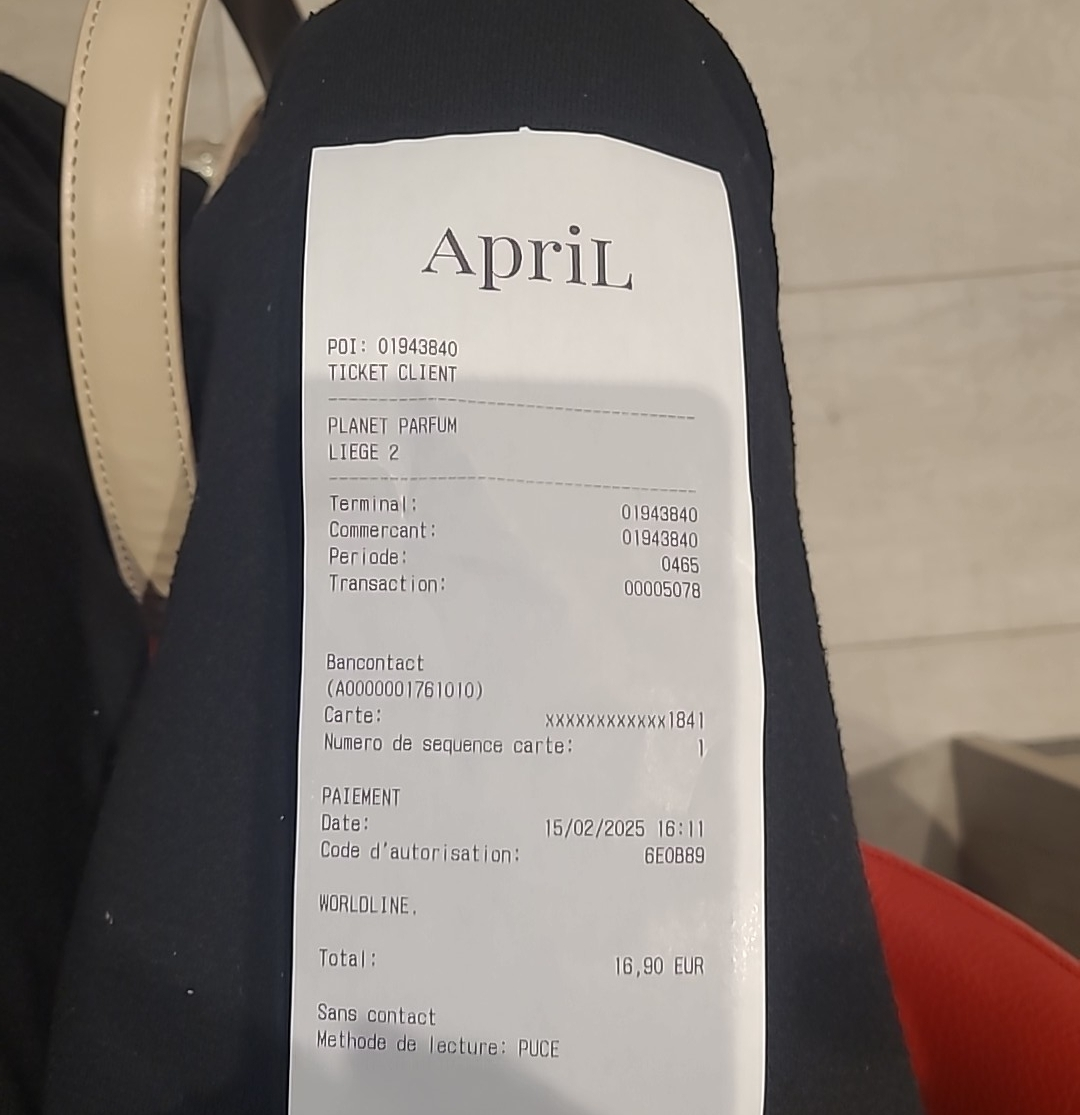 ApriL
POI: 01943840
TICKET CLIENT
PLANET PARFUM
LIEGE 2
Terminal: 01943840
Commercant: 01943840
Periode: 0465
Transaction: 00005078
Bancontact
(A0000001761010)
Carte: xxxxxxxxxxxx1841
Numero de sequence carte: 1
PAIEMENT
Date: 15/02/2025 16:11
Code d'autorisation: 6E0B89
WORLDLINE.
Total: 16,90 EUR
Sans contact
Methode de lecture: PUCE